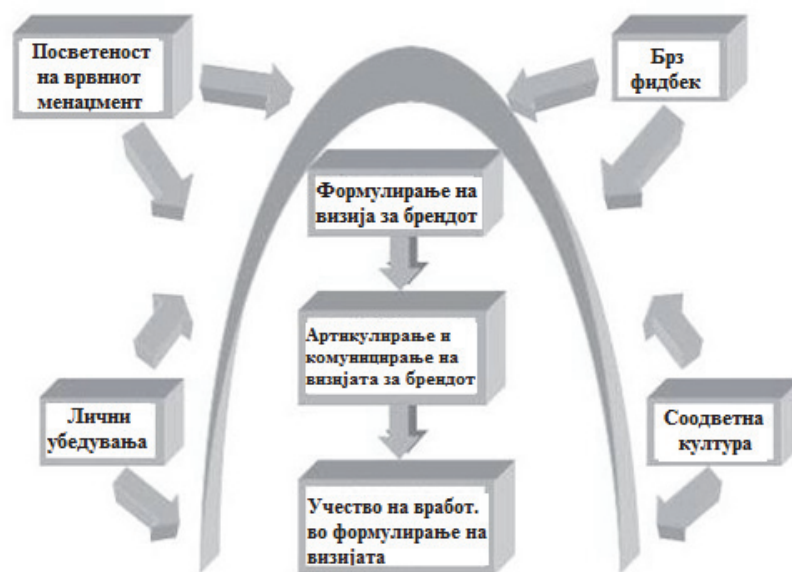 Посветеност
на врвниот
менаџмент
Брз
фидбек
Формулирање на
визија за брендот
Артикулирање и
комуницирање на
визијата за брендот
Лични
убедувања
Соодветна
култура
Учество на вработ.
во формулирање на
визијата